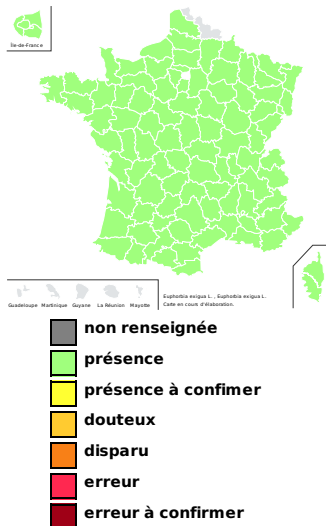 Île-de-France
Guadeloupe Martinique Guyane La Réunion Mayotte
Euphorbia exigua L. , Euphorbia exigua L.
Carte en cours d'élaboration.
non renseignée
présence
présence à confimer
douteux
disparu
erreur
erreur à confirmer